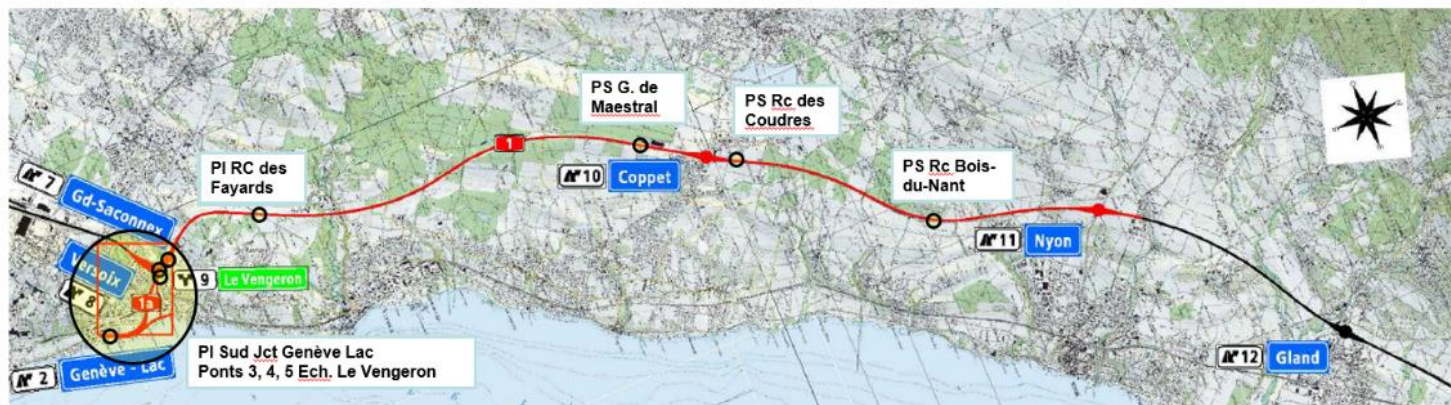 PS G. de
Maestral
PS Rc des
Coudres
1
PI RC des
Fayards
10
Coppet
PS Rc Bois-
du-Nant
7
Gd-Saconnex
11
Nyon
Versoix
8
9
Le Vengeron
1a
PI Sud Jct Genève Lac
Ponts 3, 4, 5 Ech. Le Vengeron
2
Genève - Lac
12
Gland